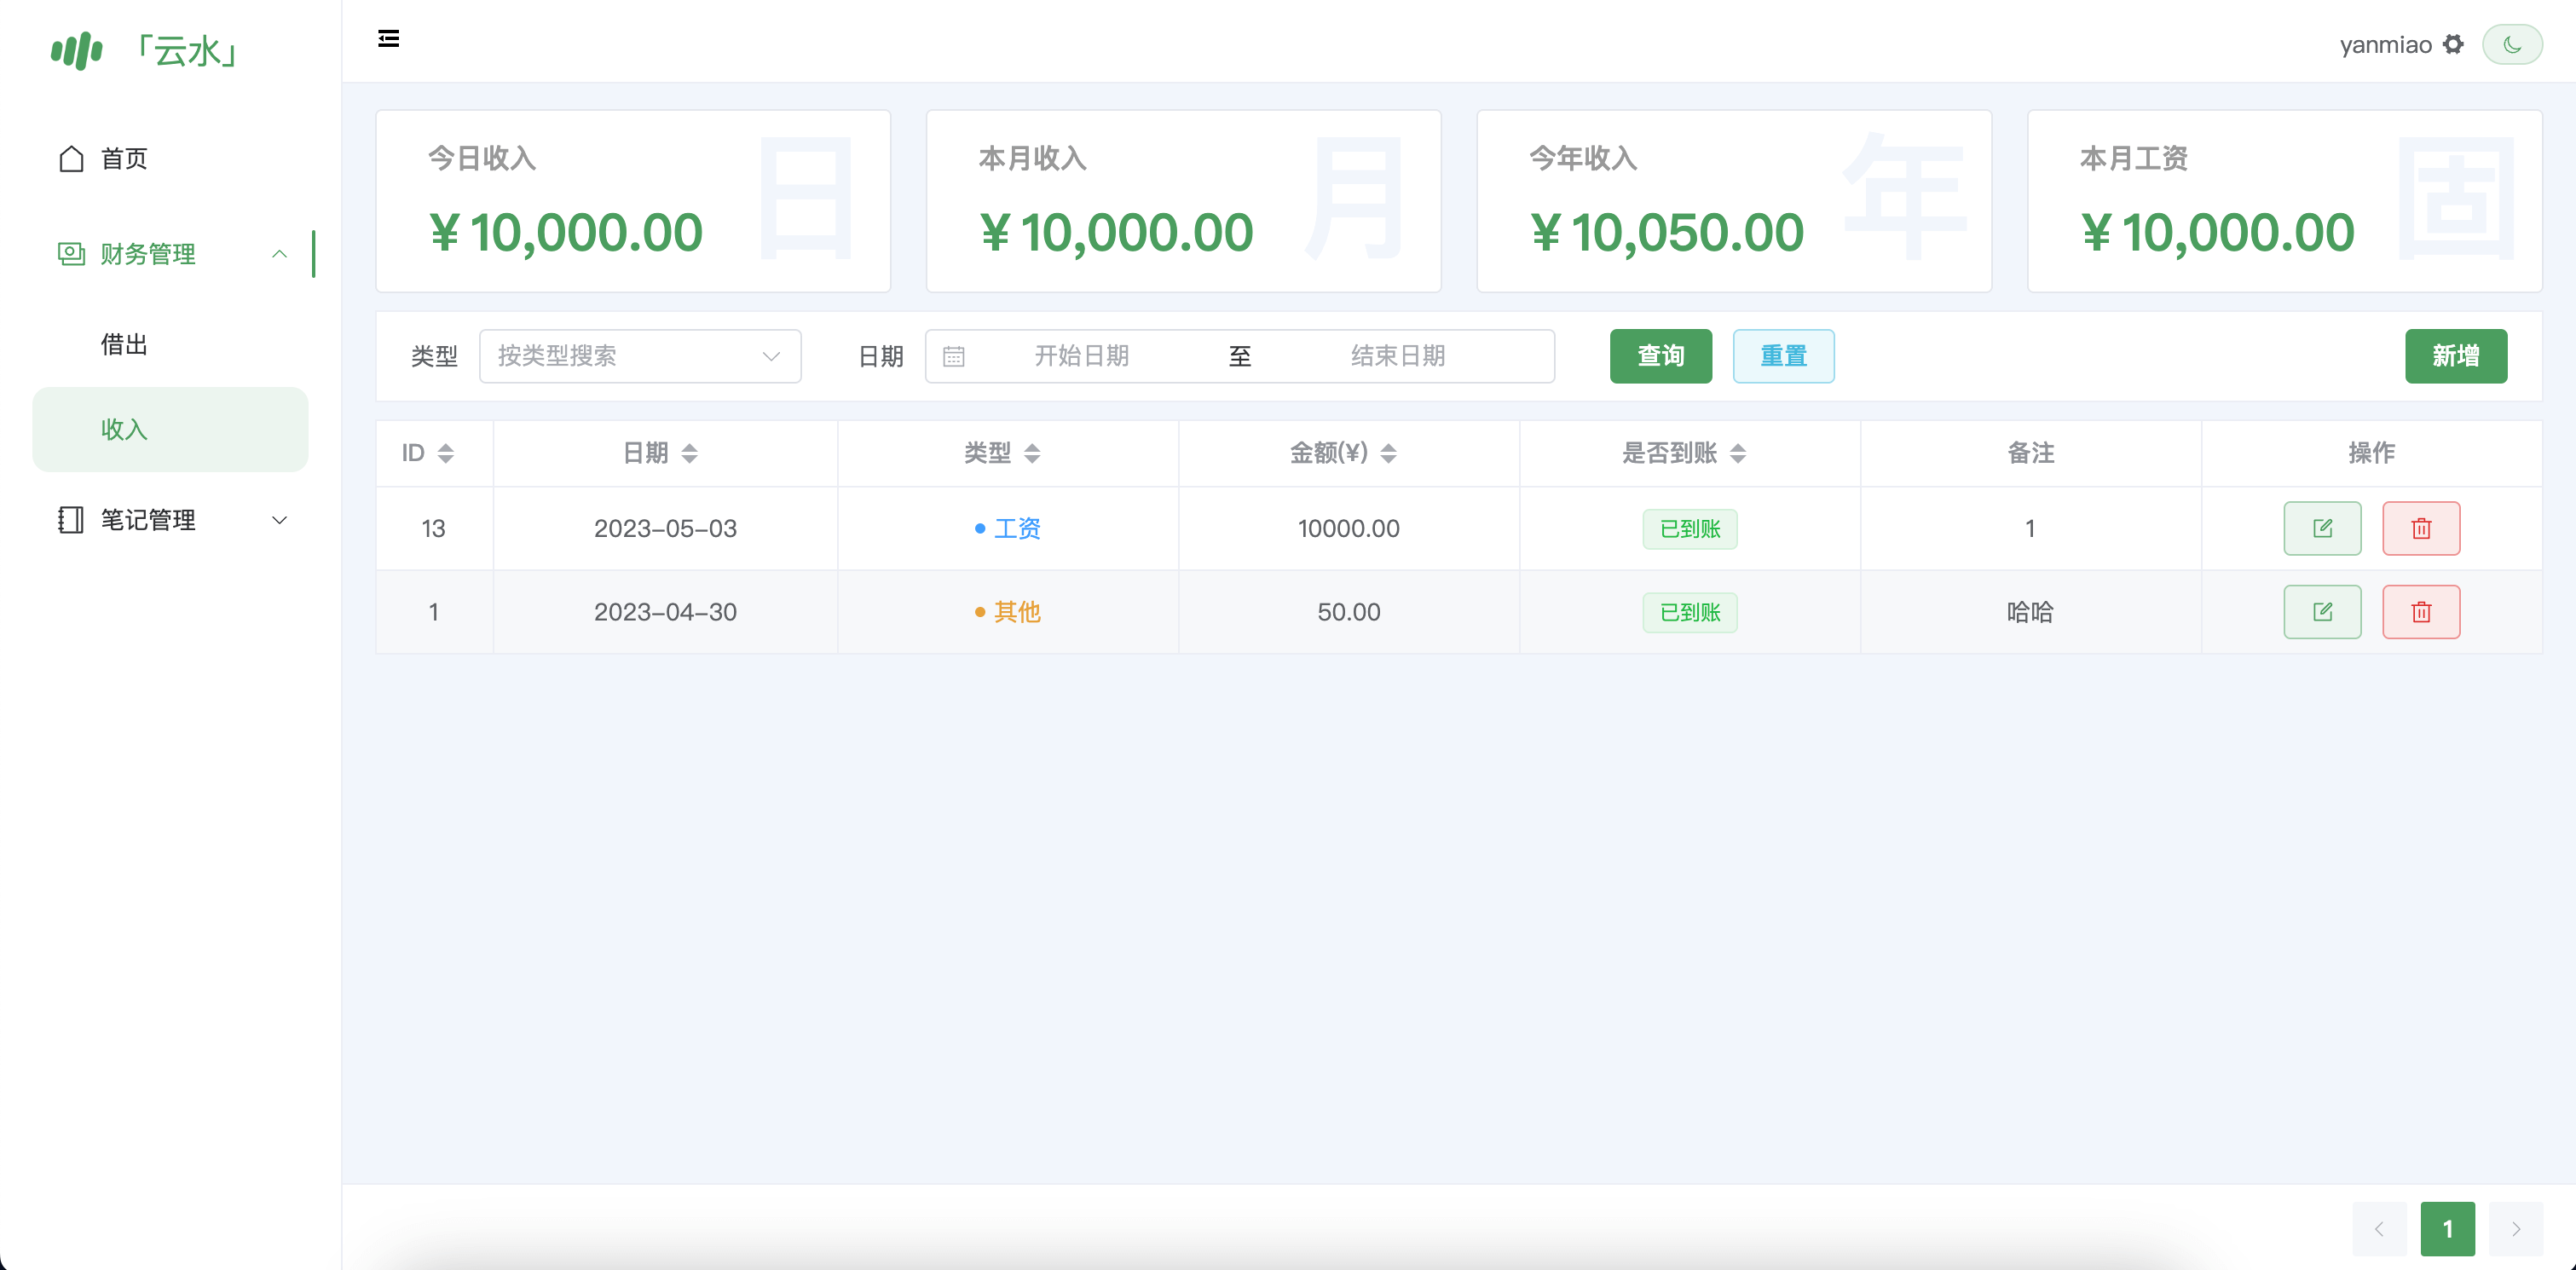 「云水」
首页
财务管理
借出
收入
笔记管理
yanmiao
今日收入
¥ 10,000.00
日
本月收入
¥ 10,000.00
月
今年收入
¥ 10,050.00
年
本月工资
¥ 10,000.00
固
类型 按类型搜索 日期 开始日期 至 结束日期 查询 重置 新增
ID 日期 类型 金额(¥) 是否到账 备注 操作
13 2023-05-03 工资 10000.00 已到账 1
1 2023-04-30 其他 50.00 已到账 哈哈
1